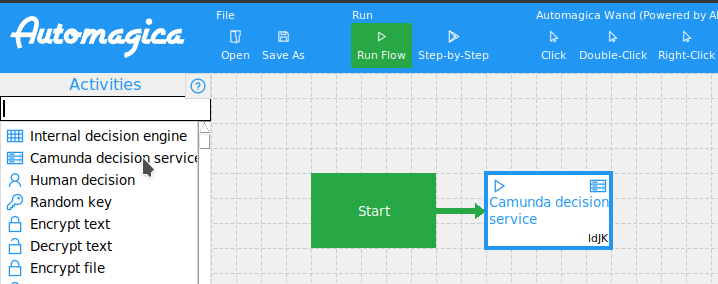 Automagica
File
Run
Automagica Wand (Powered by
Open
Save As
Run Flow
Step-by-Step
Click
Double-Click
Right-Click
Activities
?
Internal decision engine
Camunda decision service
Human decision
Random key
Encrypt text
Decrypt text
Encrypt file
Start
Camunda decision
service
IdJK